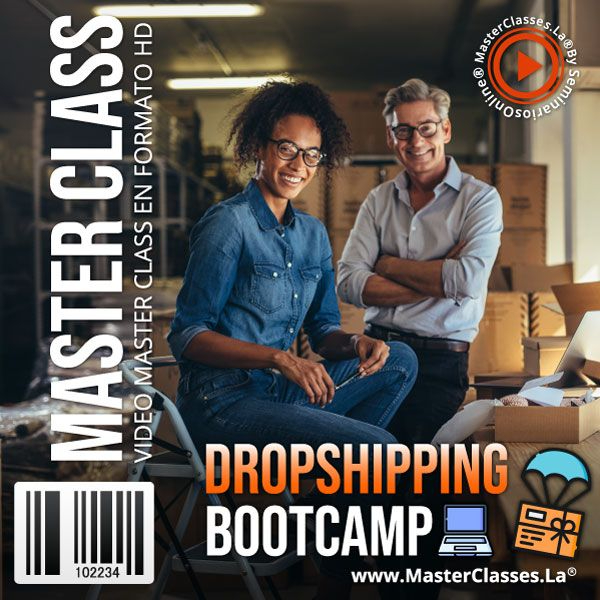 MASTER CLASS
VIDEO MASTER CLASS EN FORMATO HD
MasterClasses.La®By SeminariosOnline®
DROPSHIPPING
BOOTCAMP
102234
www.MasterClasses.La®